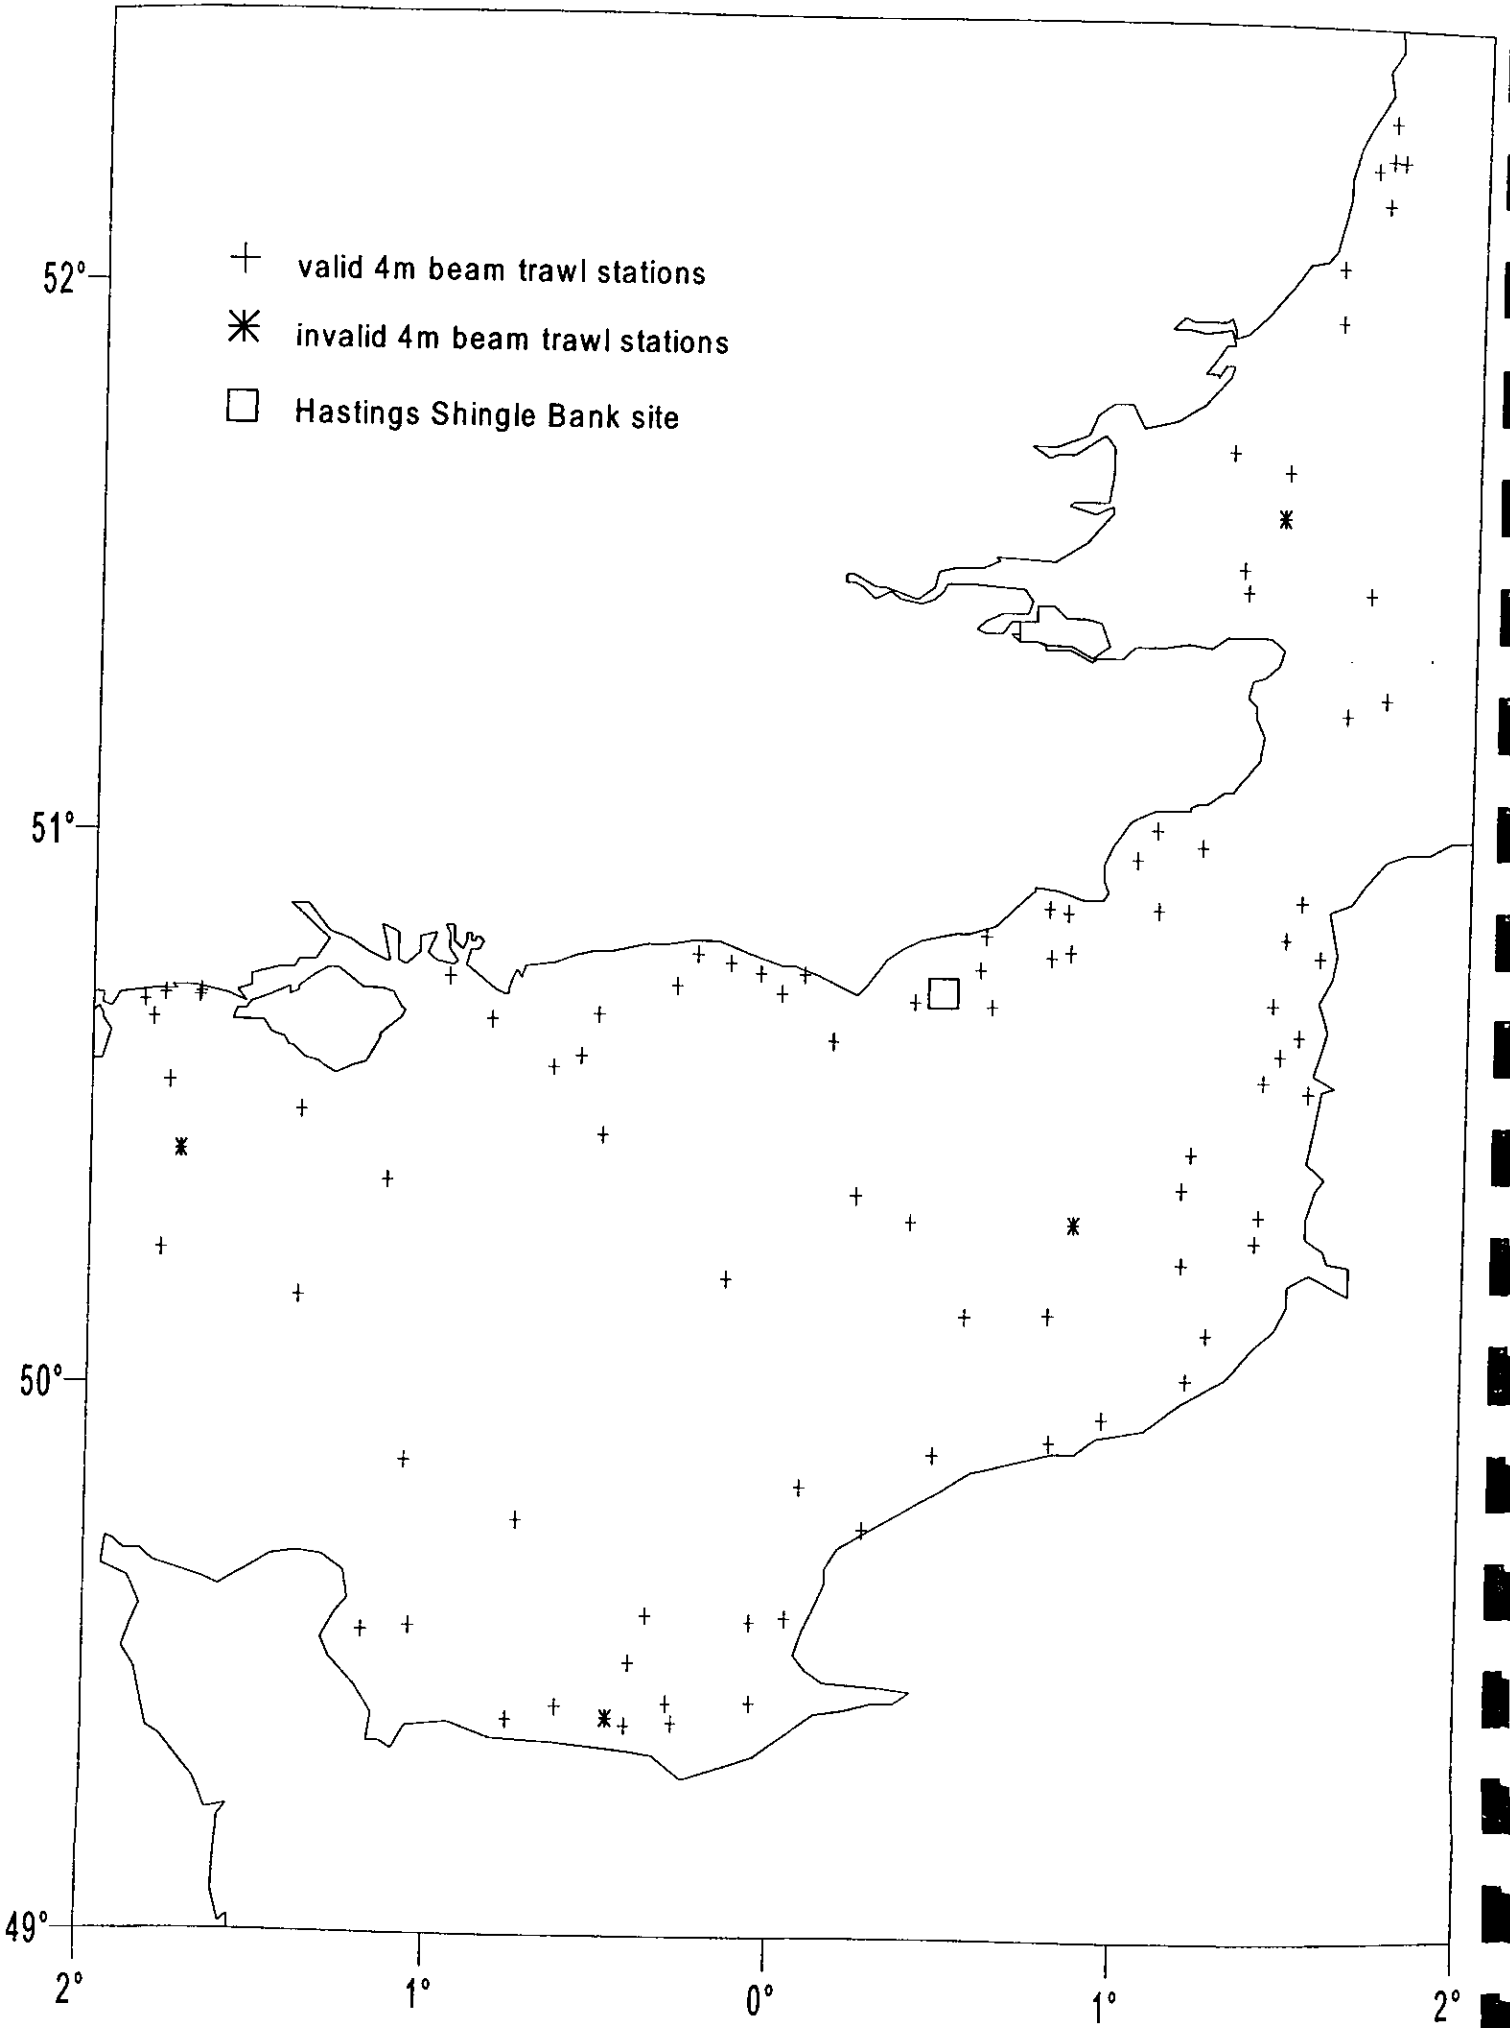 52°
valid 4m beam trawl stations
invalid 4m beam trawl stations
Hastings Shingle Bank site
51°
50°
49°
2° 1° 0° 1° 2°